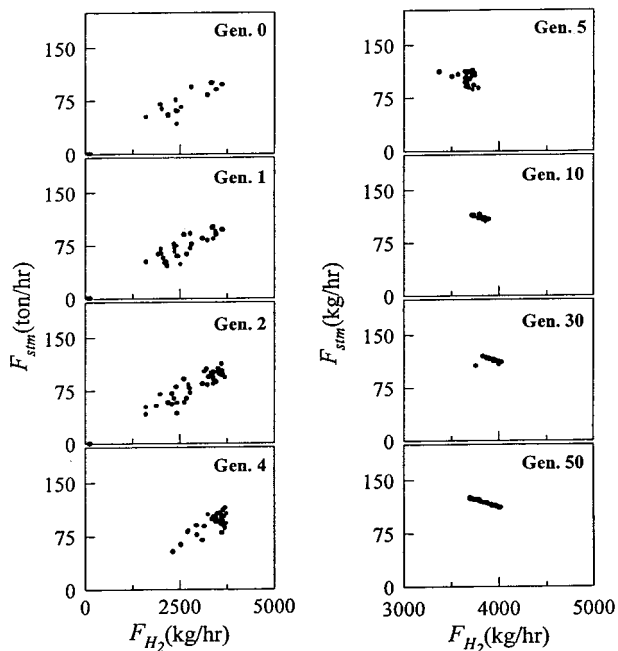 Gen. 0
150
75
0
Gen. 1
150
75
0
Gen. 2
150
75
0
Gen. 4
150
75
0
0
2500
5000
F_stm(ton/hr)
F_H2(kg/hr)
Gen. 5
150
75
0
Gen. 10
150
75
0
Gen. 30
150
75
0
Gen. 50
150
75
0
3000
4000
5000
F_stm(kg/hr)
F_H2(kg/hr)